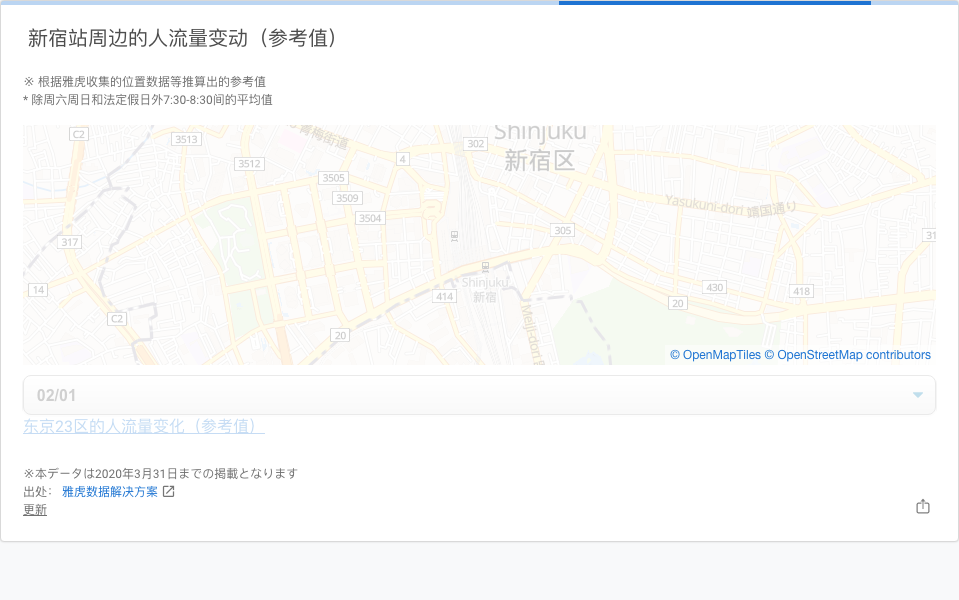 新宿站周边的人流量变动（参考值）
※ 根据雅虎收集的位置数据等推算出的参考值
* 除周六周日和法定假日外7:30-8:30间的平均值
Shinjuku
新宿区
C2
3513
青梅街道
302
4
3512
3505
3509
3504
Yasukuni-dori 靖国通り
305
317
31
14
Shinjuku
新宿
414
430
418
20
C2
20
Meiji-dori
© OpenMapTiles © OpenStreetMap contributors
02/01
东京23区的人流量变化（参考值）
※本データは2020年3月31日までの掲載となります
出处： 雅虎数据解决方案
更新